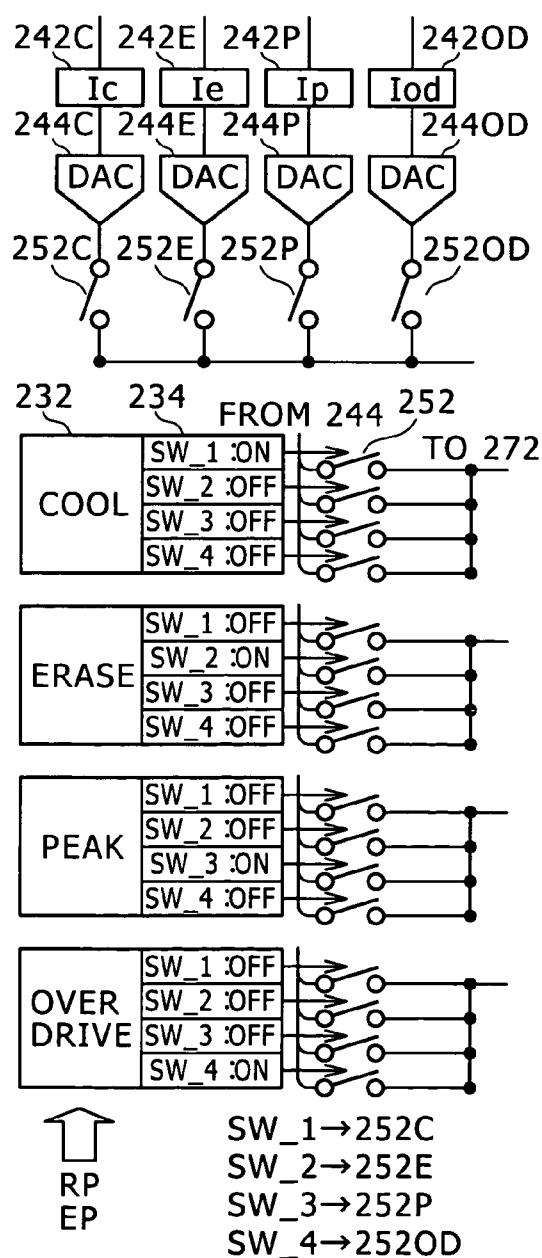 242C 242E 242P 242OD
Ic Ie Ip Iod
244C 244E 244P 244OD
DAC DAC DAC DAC
252C 252E 252P 252OD
232 234 FROM 244 252
TO 272
COOL
SW_1 :ON
SW_2 :OFF
SW_3 :OFF
SW_4 :OFF
ERASE
SW_1 :OFF
SW_2 :ON
SW_3 :OFF
SW_4 :OFF
PEAK
SW_1 :OFF
SW_2 :OFF
SW_3 :ON
SW_4 :OFF
OVER
DRIVE
SW_1 :OFF
SW_2 :OFF
SW_3 :OFF
SW_4 :ON
RP
EP
SW_1→252C
SW_2→252E
SW_3→252P
SW_4→252OD